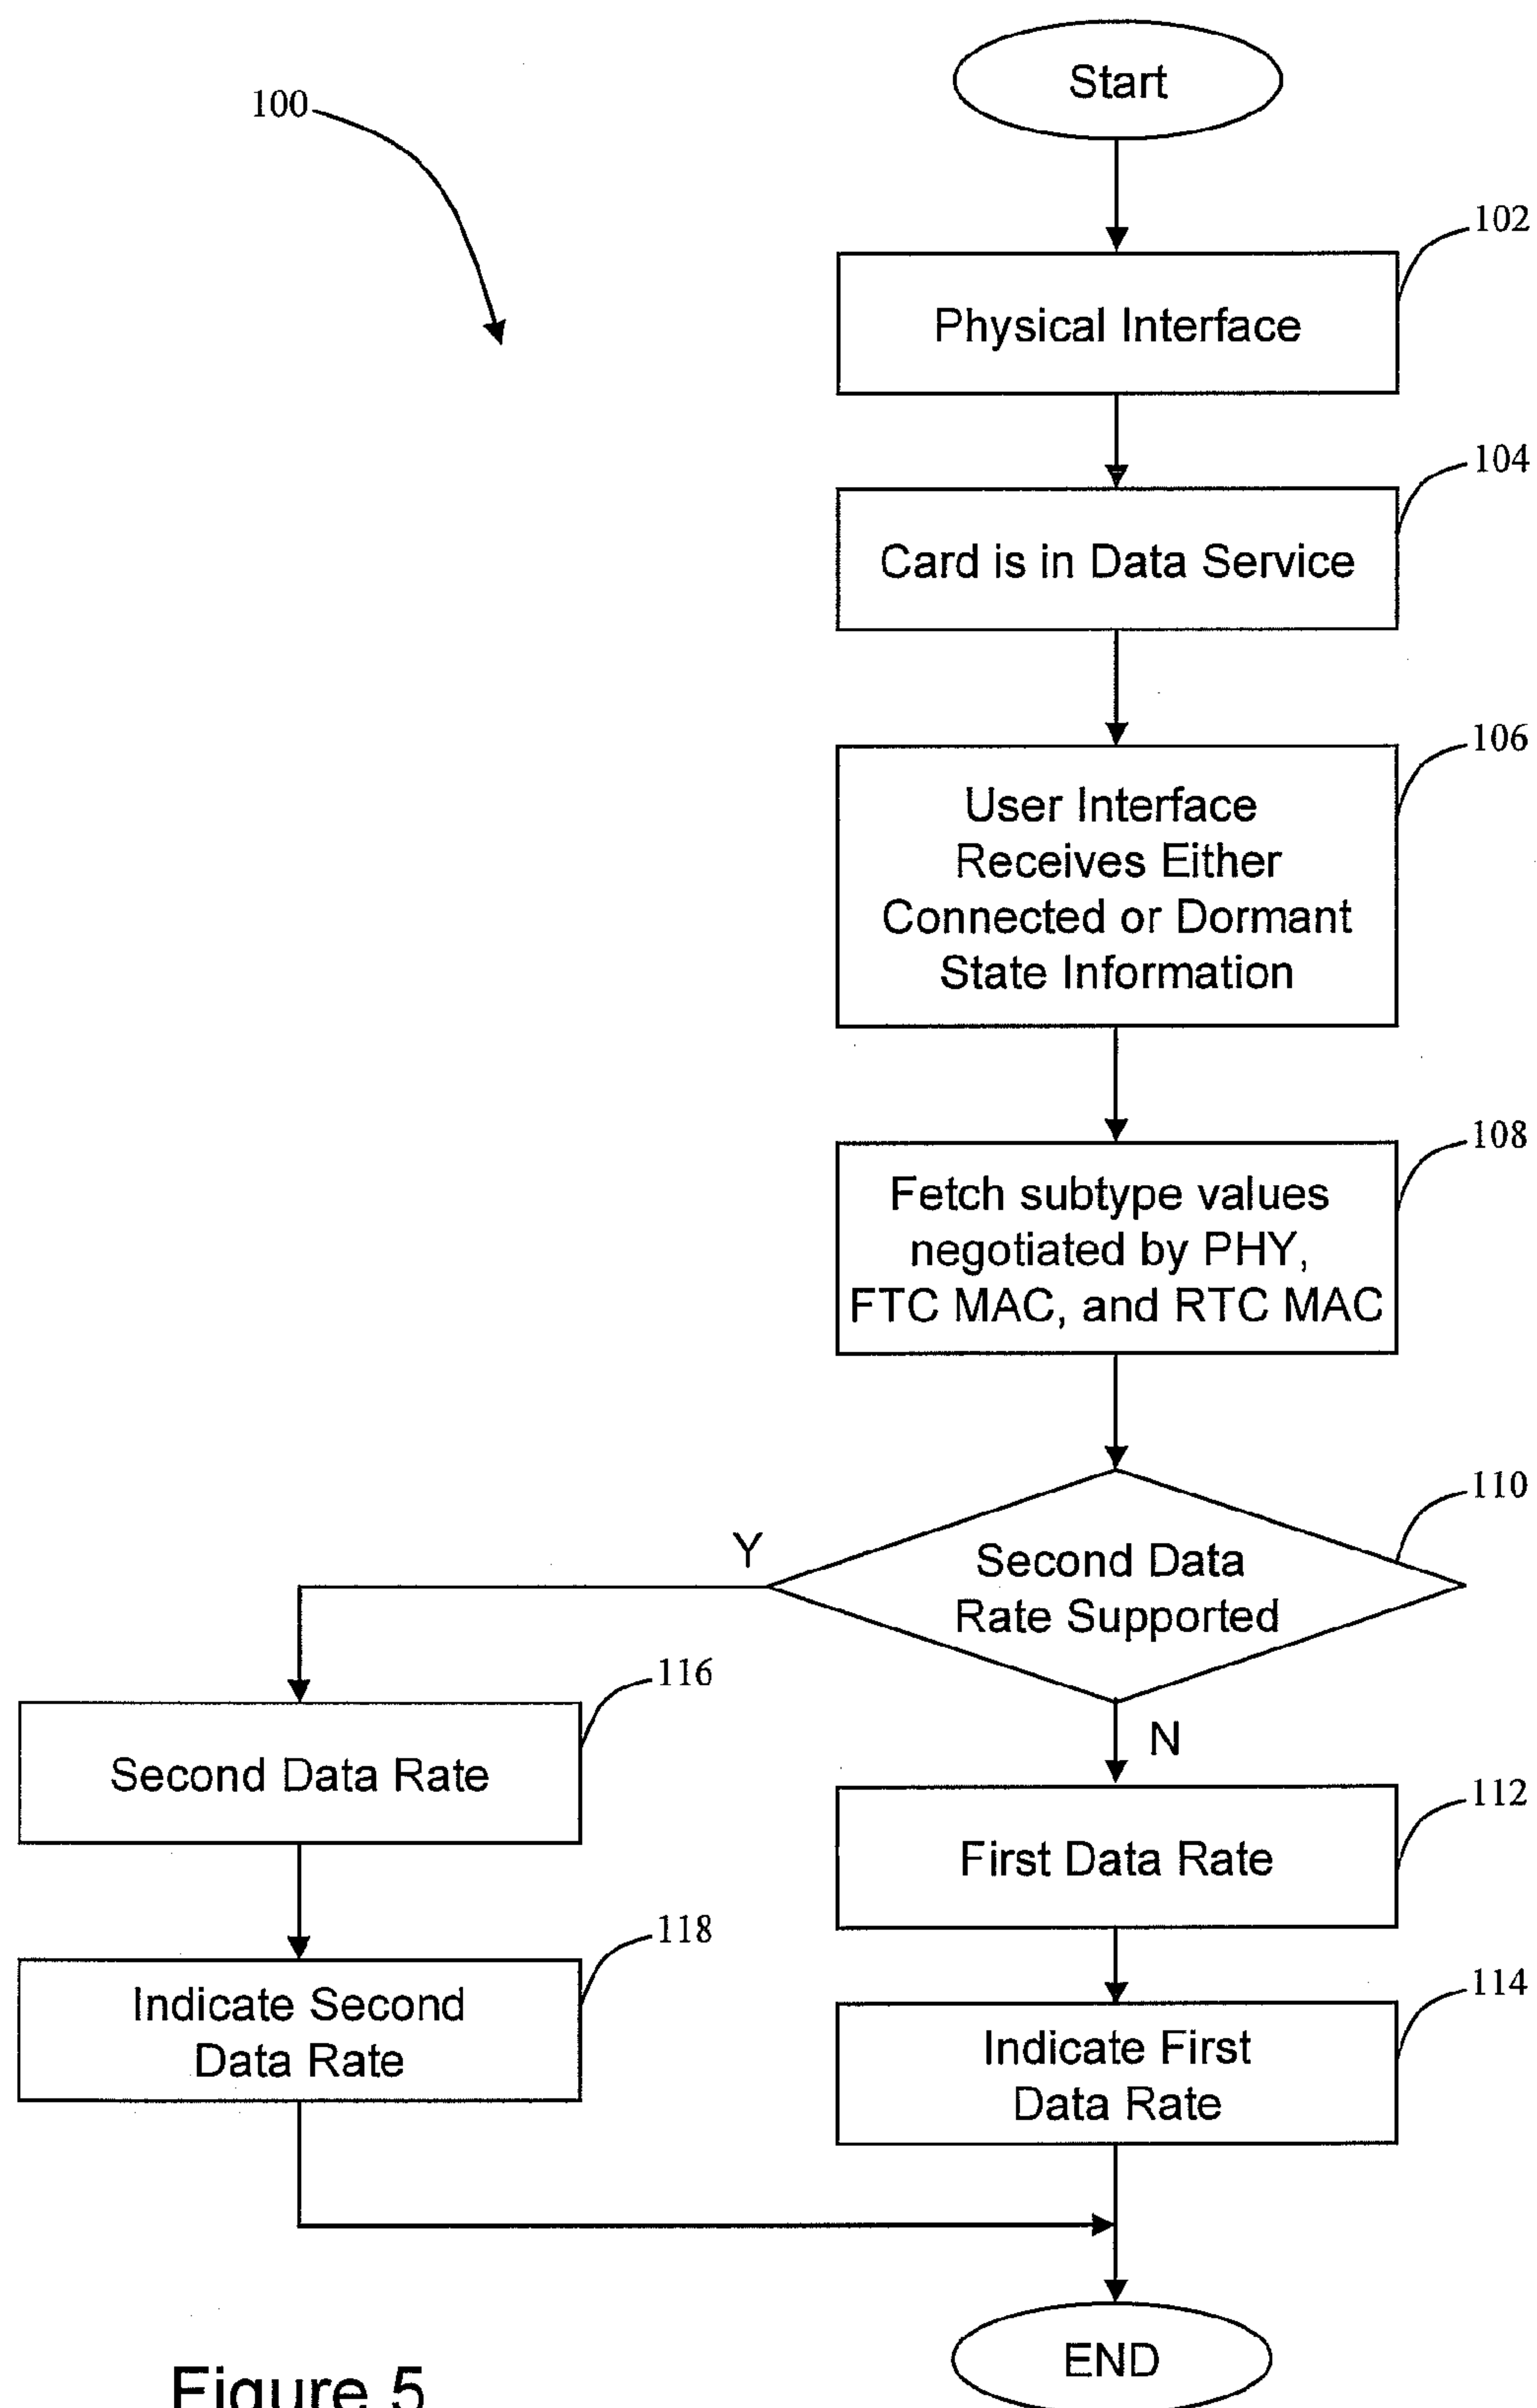 Start
100
102
Physical Interface
104
Card is in Data Service
106
User Interface
Receives Either
Connected or Dormant
State Information
108
Fetch subtype values
negotiated by PHY,
FTC MAC, and RTC MAC
110
Second Data
Rate Supported
Y
N
116
Second Data Rate
112
First Data Rate
118
Indicate Second
Data Rate
114
Indicate First
Data Rate
END
Figure 5